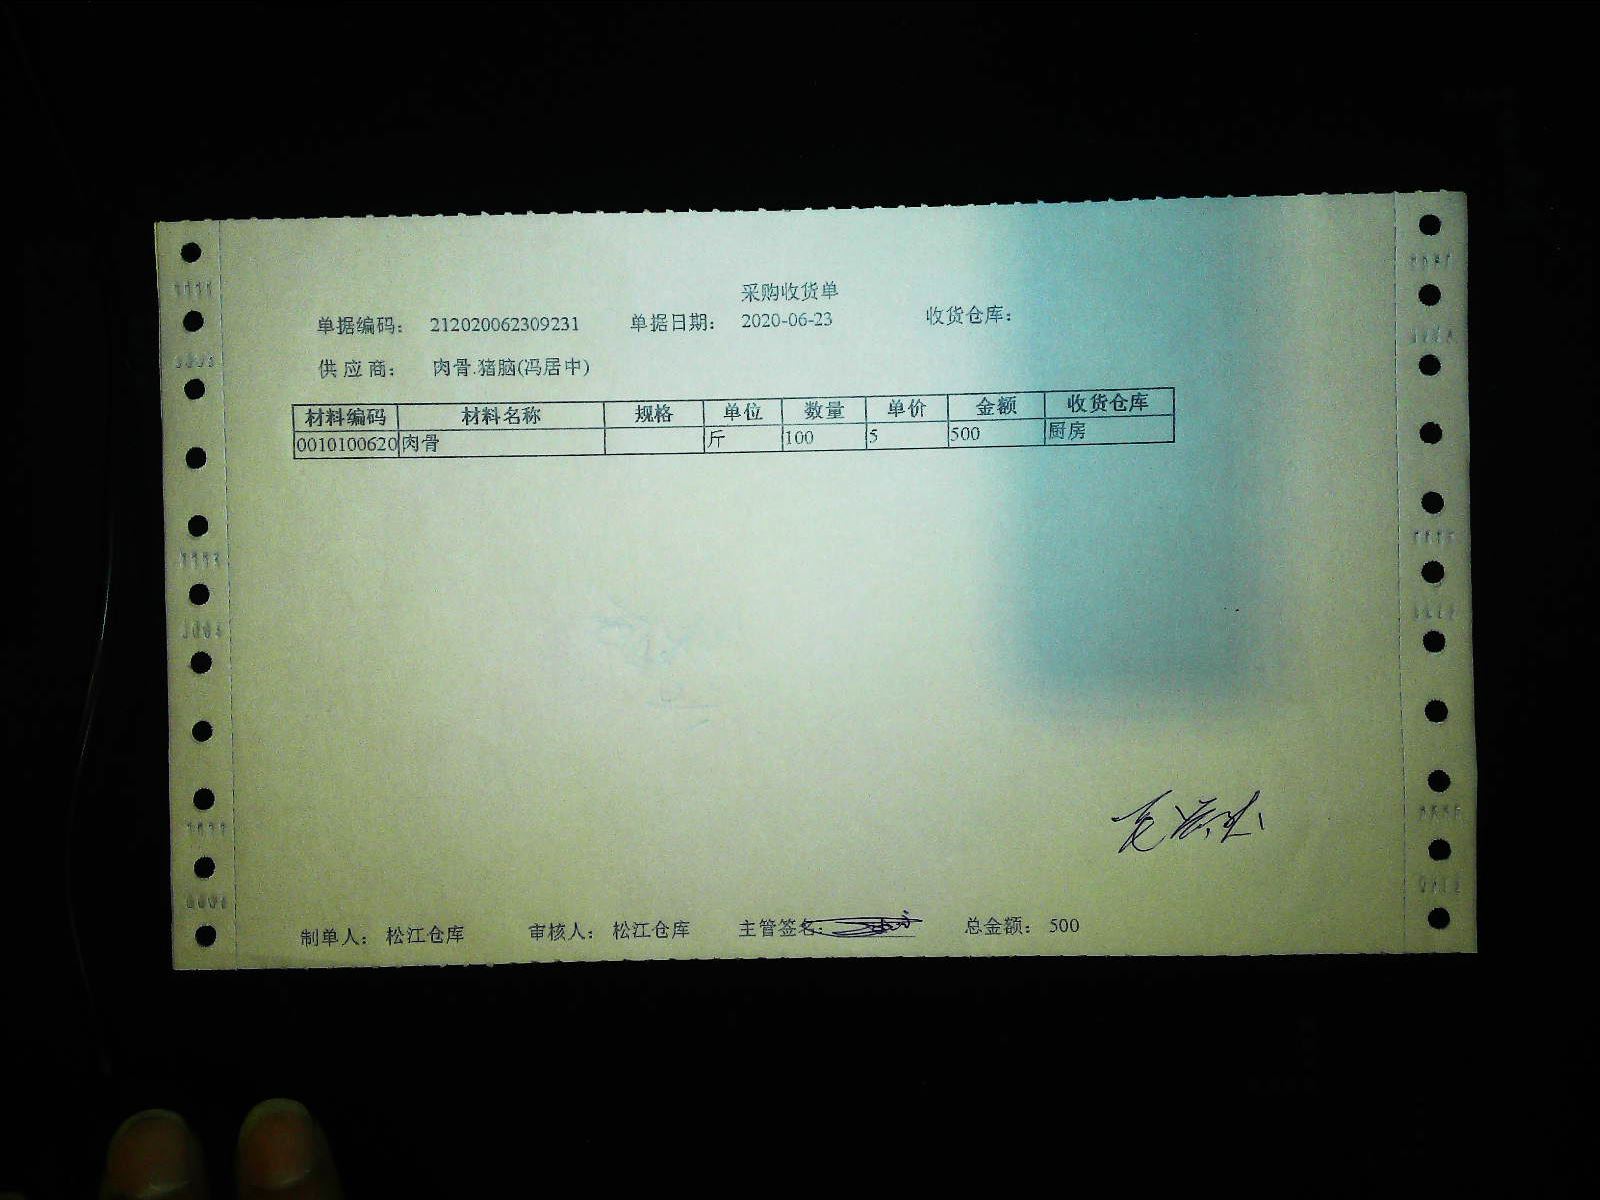 采购收货单
单据编码： 212020062309231 单据日期： 2020-06-23 收货仓库：
供 应 商： 肉骨.猪脑(冯居中)
材料编码 材料名称 规格 单位 数量 单价 金额 收货仓库
0010100620 肉骨 斤 100 5 500 厨房
制单人： 松江仓库 审核人： 松江仓库 主管签名： 总金额： 500